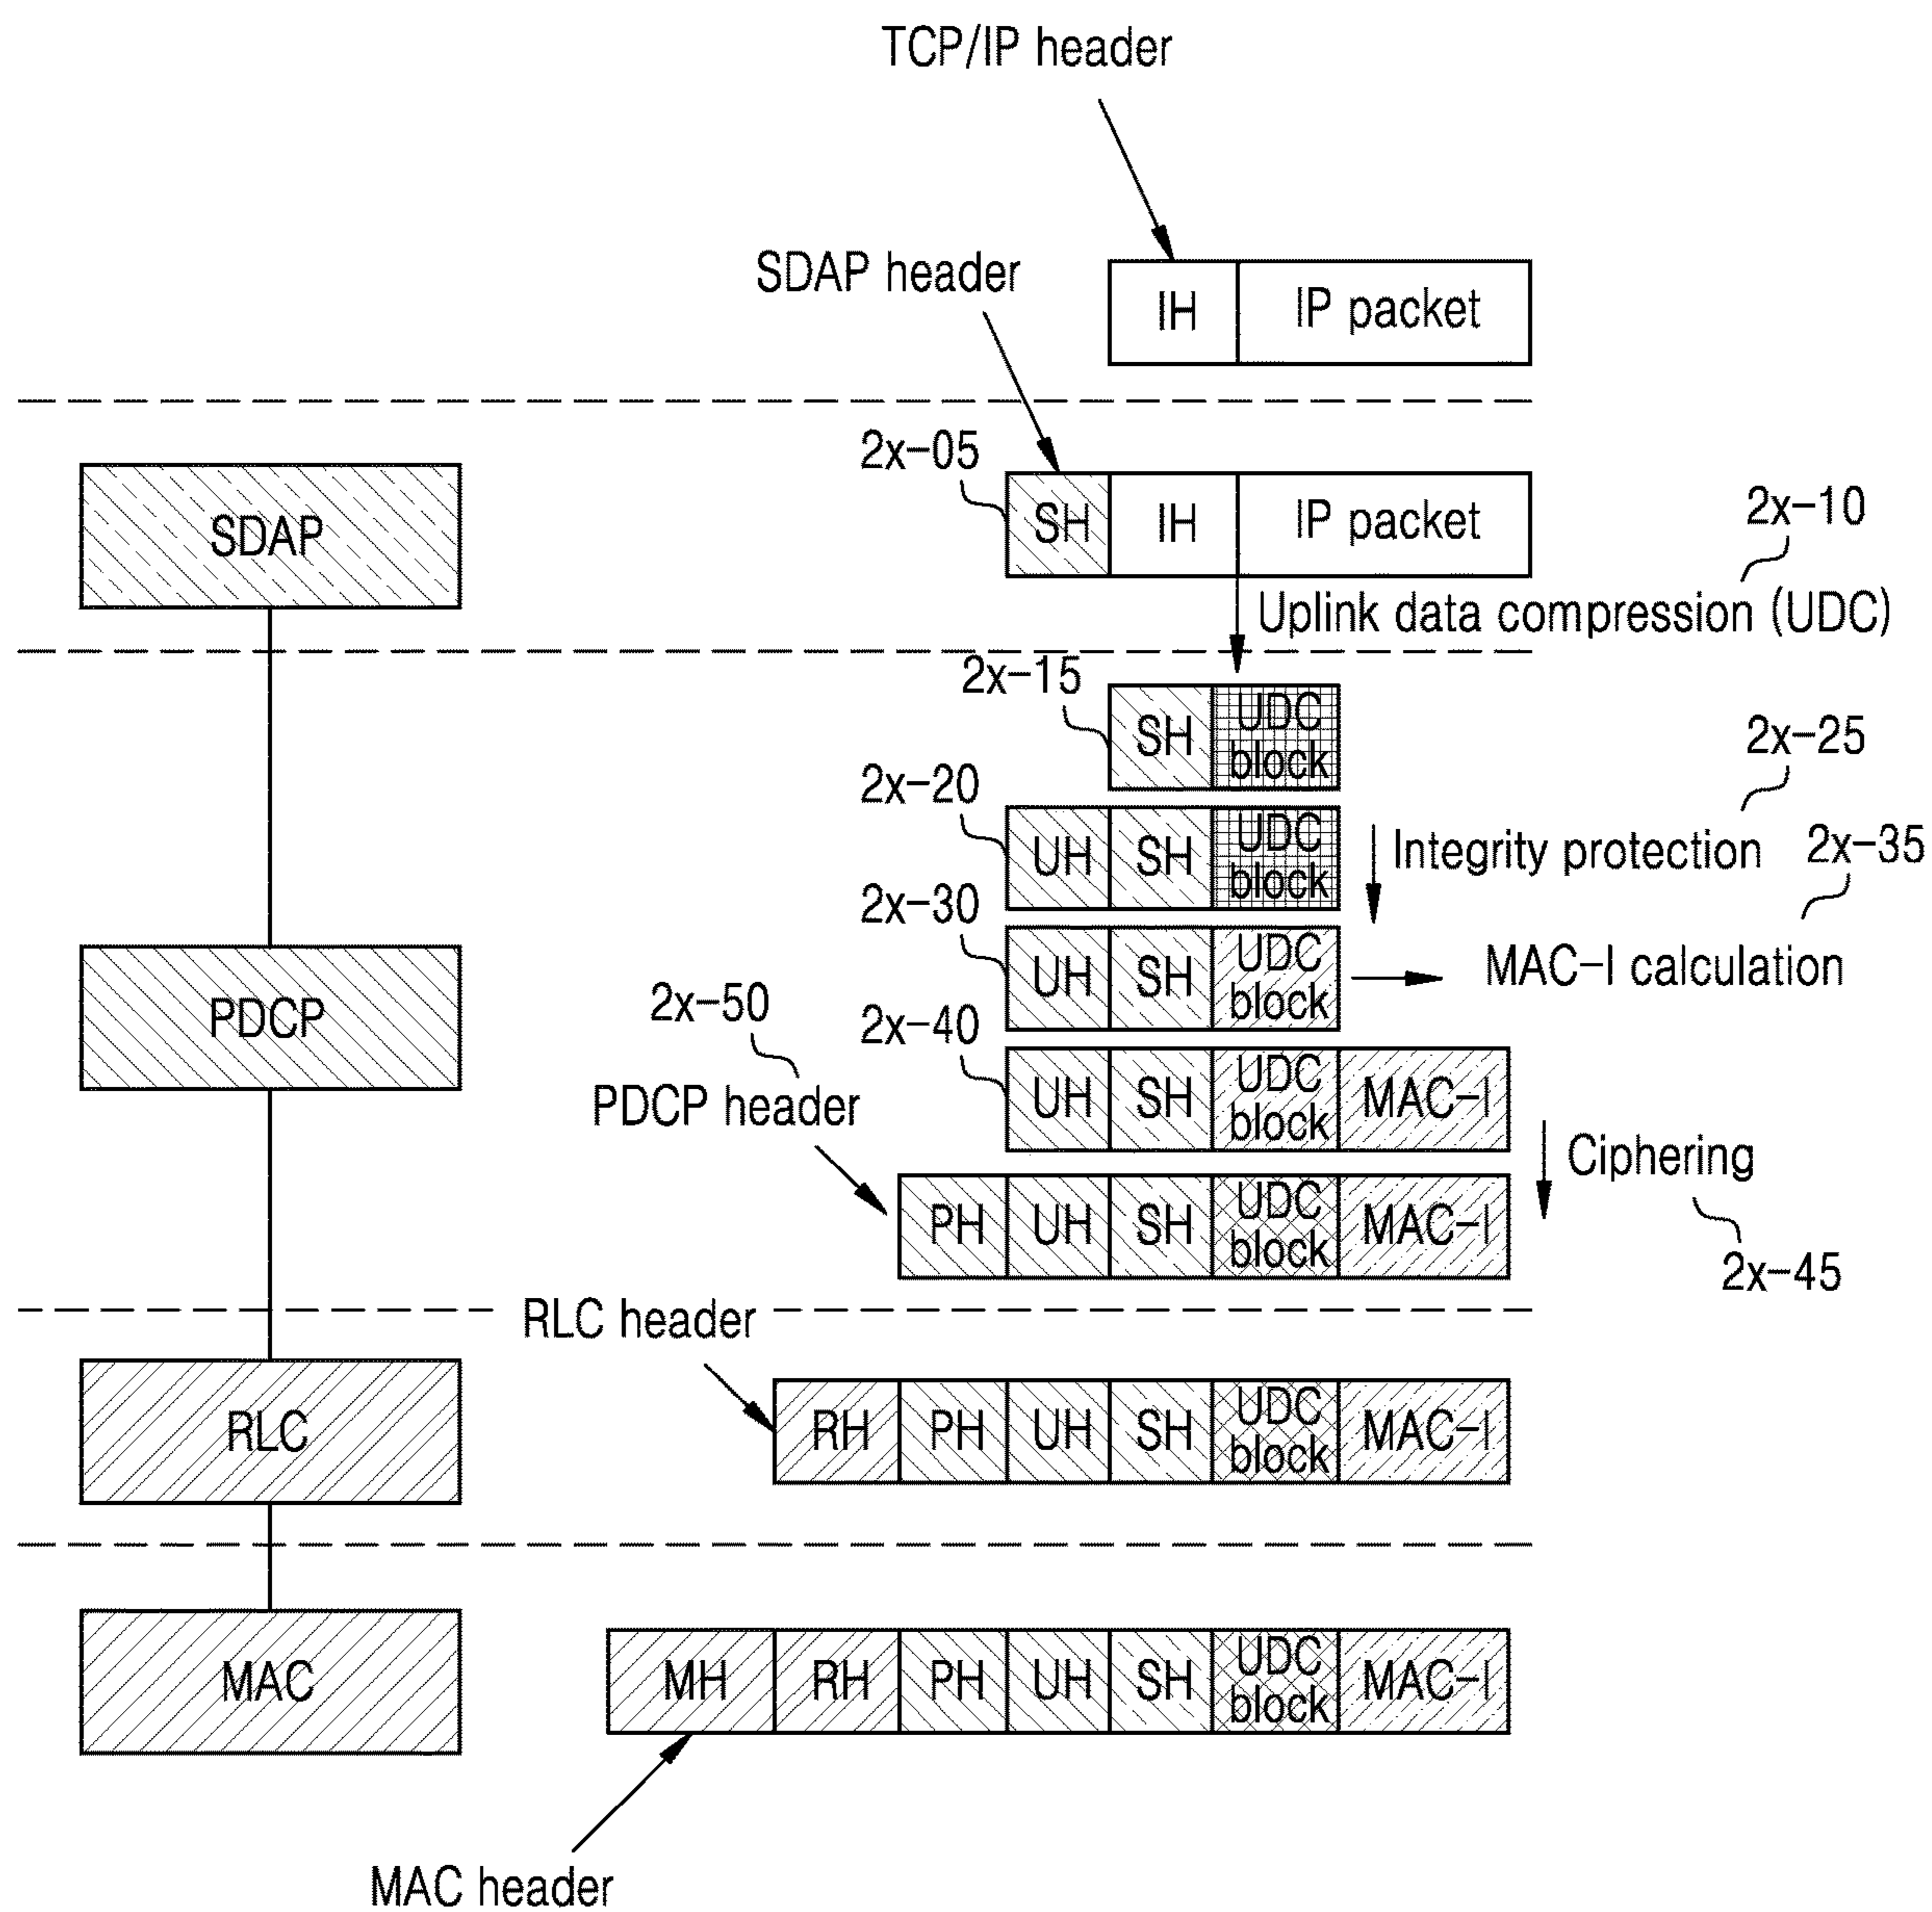 TCP/IP header
IH
IP packet
SDAP header
2x-05
SDAP
SH
IH
IP packet
2x-10
Uplink data compression (UDC)
2x-15
SH
UDC
block
2x-20
UH
SH
UDC
block
2x-25
Integrity protection
2x-30
UH
SH
UDC
block
2x-35
MAC-I calculation
PDCP
2x-40
UH
SH
UDC
block
MAC-I
2x-50
PDCP header
Ciphering
2x-45
PH
UH
SH
UDC
block
MAC-I
RLC header
RLC
RH
PH
UH
SH
UDC
block
MAC-I
MAC
MH
RH
PH
UH
SH
UDC
block
MAC-I
MAC header